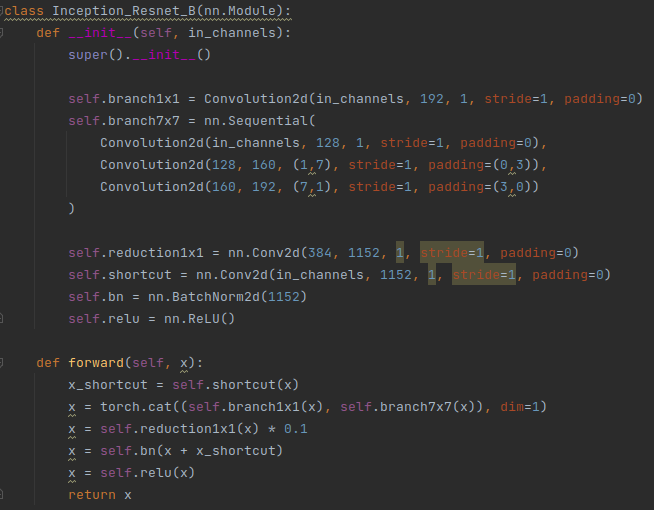 class Inception_Resnet_B(nn.Module):
    def __init__(self, in_channels):
        super().__init__()

        self.branch1x1 = Convolution2d(in_channels, 192, 1, stride=1, padding=0)
        self.branch7x7 = nn.Sequential(
            Convolution2d(in_channels, 128, 1, stride=1, padding=0),
            Convolution2d(128, 160, (1,7), stride=1, padding=(0,3)),
            Convolution2d(160, 192, (7,1), stride=1, padding=(3,0))
        )

        self.reduction1x1 = nn.Conv2d(384, 1152, 1, stride=1, padding=0)
        self.shortcut = nn.Conv2d(in_channels, 1152, 1, stride=1, padding=0)
        self.bn = nn.BatchNorm2d(1152)
        self.relu = nn.ReLU()

    def forward(self, x):
        x_shortcut = self.shortcut(x)
        x = torch.cat((self.branch1x1(x), self.branch7x7(x)), dim=1)
        x = self.reduction1x1(x) * 0.1
        x = self.bn(x + x_shortcut)
        x = self.relu(x)
        return x